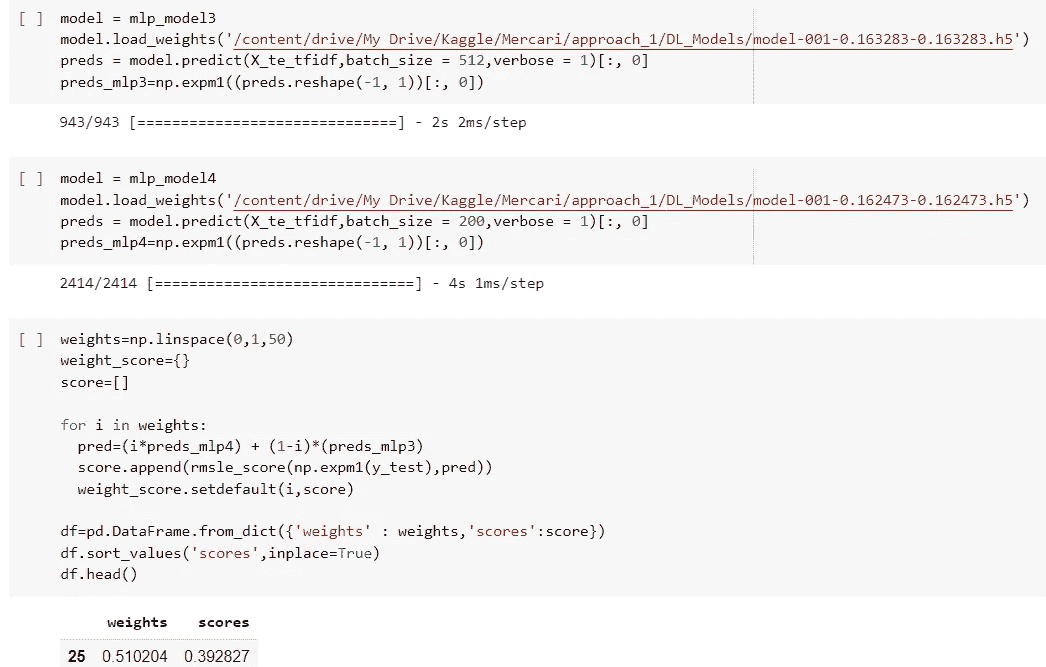 [ ] model = mlp_model3
model.load_weights('/content/drive/My Drive/Kaggle/Mercari/approach_1/DL_Models/model-001-0.163283-0.163283.h5')
preds = model.predict(X_te_tfidf,batch_size = 512,verbose = 1)[:, 0]
preds_mlp3=np.expm1((preds.reshape(-1, 1))[:, 0])
943/943 [==============================] - 2s 2ms/step
[ ] model = mlp_model4
model.load_weights('/content/drive/My Drive/Kaggle/Mercari/approach_1/DL_Models/model-001-0.162473-0.162473.h5')
preds = model.predict(X_te_tfidf,batch_size = 200,verbose = 1)[:, 0]
preds_mlp4=np.expm1((preds.reshape(-1, 1))[:, 0])
2414/2414 [==============================] - 4s 1ms/step
[ ] weights=np.linspace(0,1,50)
weight_score={}
score=[]
for i in weights:
  pred=(i*preds_mlp4) + (1-i)*(preds_mlp3)
  score.append(rmsle_score(np.expm1(y_test),pred))
  weight_score.setdefault(i,score)
df=pd.DataFrame.from_dict({'weights' : weights,'scores':score})
df.sort_values('scores',inplace=True)
df.head()
weights scores
25 0.510204 0.392827